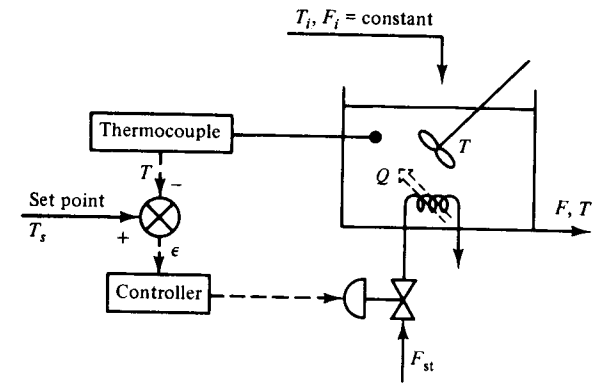 Tᵢ, Fᵢ = constant
Thermocouple
T
T
−
Q
Set point
Tₛ
+
F, T
ϵ
Controller
Fₛₜ